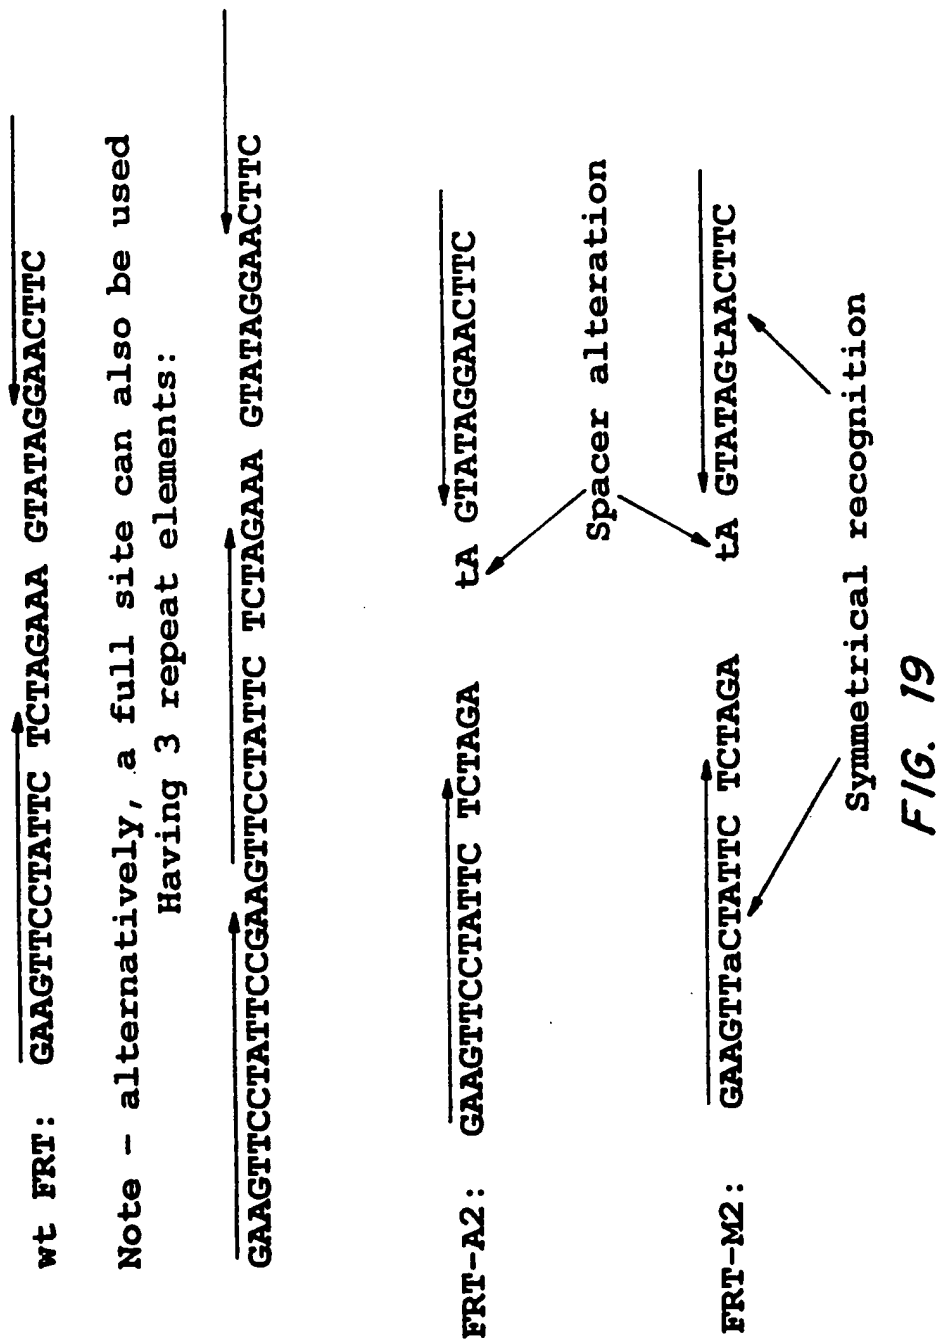 wt FRT: GAAGTTCCTATTC TCTAGAAA GTATAGGAACTTC
Note - alternatively, a full site can also be used
Having 3 repeat elements:
GAAGTTCCTATTCCGAAGTTCCTATTC TCTAGAAA GTATAGGAACTTC
FRT-A2: GAAGTTCCTATTC TCTAGA tA GTATAGGAACTTC
Spacer alteration
FRT-M2: GAAGTTaCTATTC TCTAGA tA GTATAGtAACTTC
Symmetrical recognition
FIG. 19